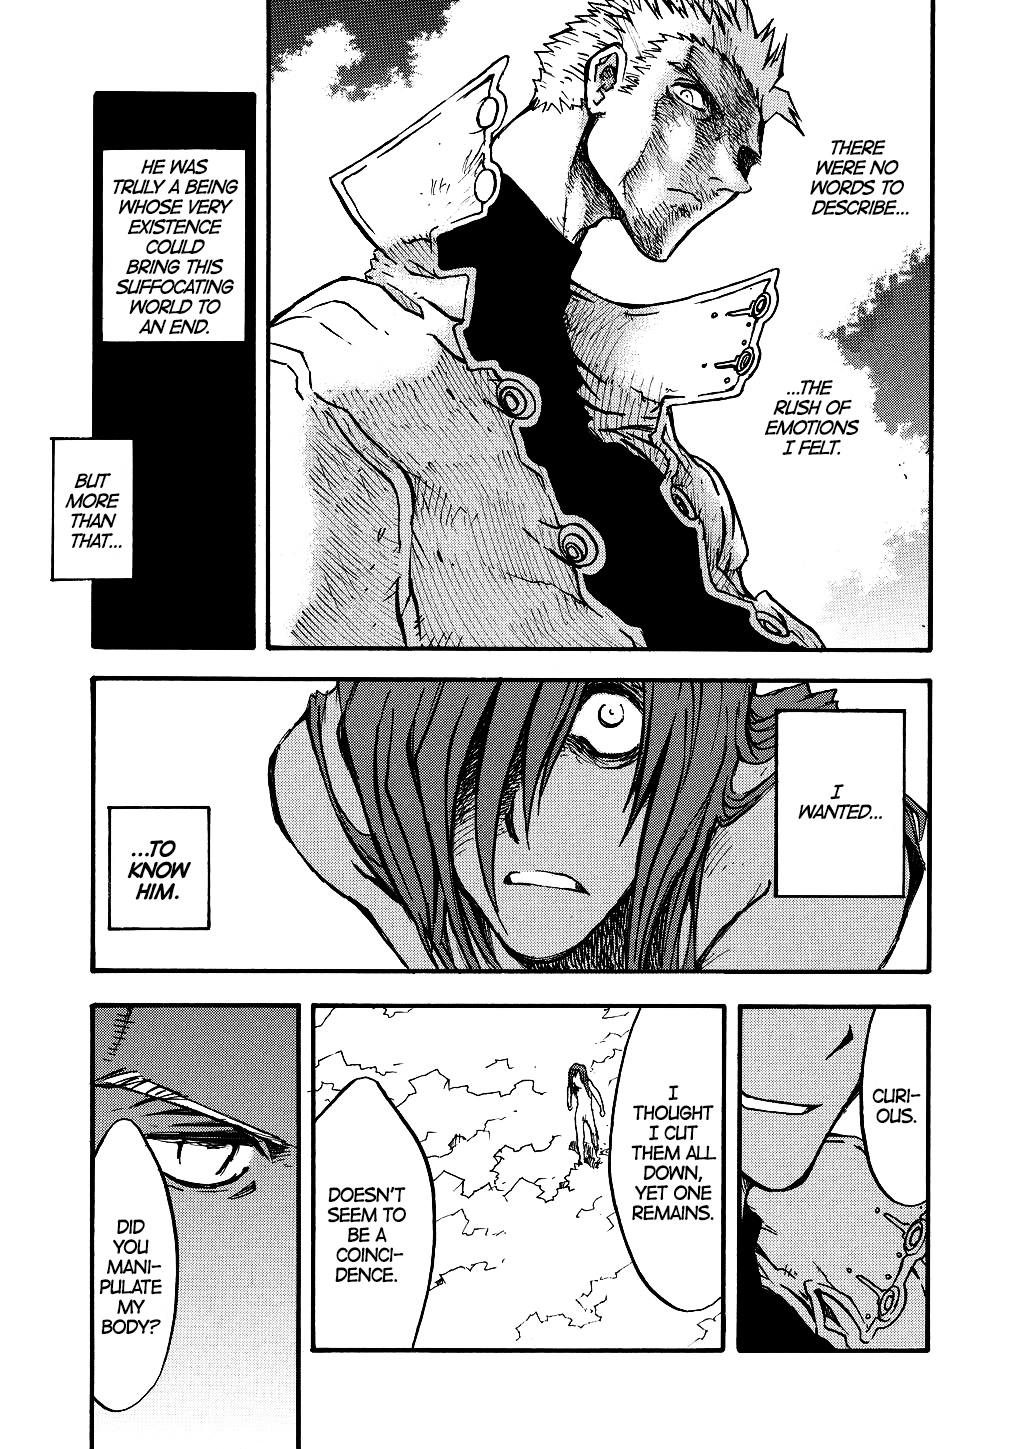 THERE
WERE NO
WORDS TO
DESCRIBE...
...THE
RUSH OF
EMOTIONS
I FELT.
HE WAS
TRULY A BEING
WHOSE VERY
EXISTENCE
COULD
BRING THIS
SUFFOCATING
WORLD TO
AN END.
BUT
MORE
THAN
THAT...
I
WANTED...
...TO
KNOW
HIM.
CURI-
OUS.
I
THOUGHT
I CUT
THEM ALL
DOWN,
YET ONE
REMAINS.
DOESN'T
SEEM TO
BE A
COINCI-
DENCE.
DID
YOU
MANI-
PULATE
MY
BODY?